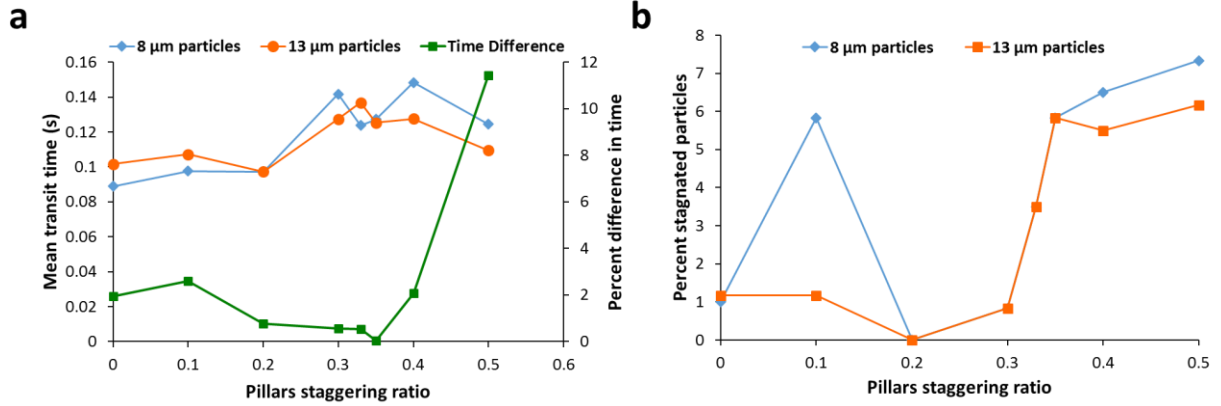 a
8 µm particles 13 µm particles Time Difference
0.16
0.14
0.12
0.1
0.08
0.06
0.04
0.02
0
Mean transit time (s)
12
10
8
6
4
2
0
Percent difference in time
0 0.1 0.2 0.3 0.4 0.5 0.6
Pillars staggering ratio
b
8 µm particles 13 µm particles
8
7
6
5
4
3
2
1
0
Percent stagnated particles
0 0.1 0.2 0.3 0.4 0.5
Pillars staggering ratio